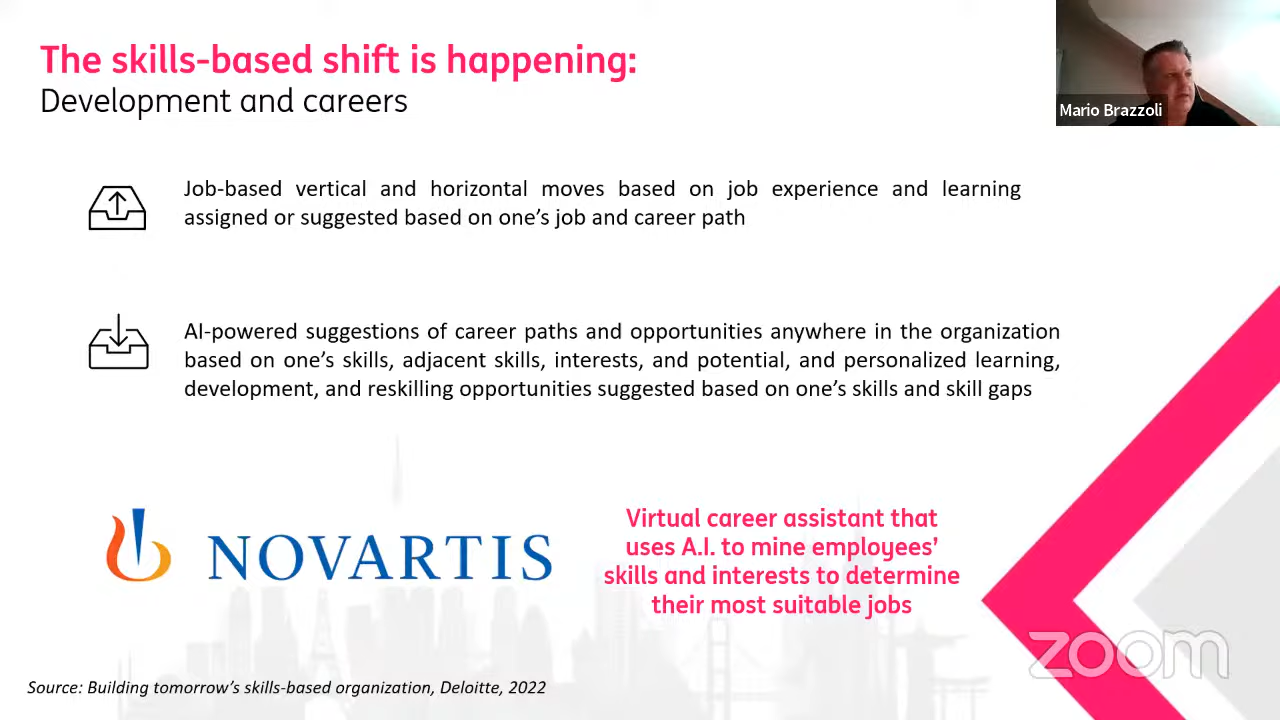 The skills-based shift is happening:
Development and careers
Mario Brazzoli
Job-based vertical and horizontal moves based on job experience and learning
assigned or suggested based on one’s job and career path
AI-powered suggestions of career paths and opportunities anywhere in the organization
based on one’s skills, adjacent skills, interests, and potential, and personalized learning,
development, and reskilling opportunities suggested based on one’s skills and skill gaps
NOVARTIS
Virtual career assistant that
uses A.I. to mine employees’
skills and interests to determine
their most suitable jobs
zoom
Source: Building tomorrow’s skills-based organization, Deloitte, 2022